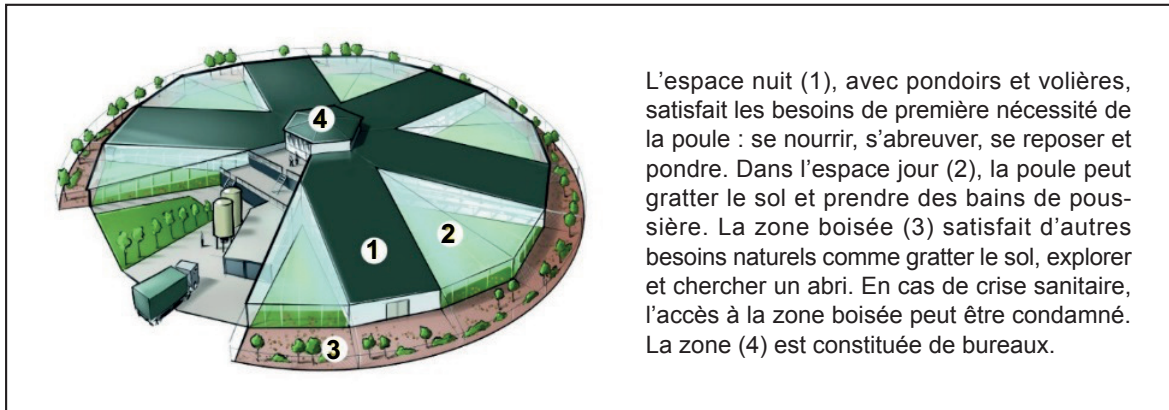 4
1
2
3
L’espace nuit (1), avec pondoirs et volières,
satisfait les besoins de première nécessité de
la poule : se nourrir, s’abreuver, se reposer et
pondre. Dans l’espace jour (2), la poule peut
gratter le sol et prendre des bains de pous-
sière. La zone boisée (3) satisfait d’autres
besoins naturels comme gratter le sol, explorer
et chercher un abri. En cas de crise sanitaire,
l’accès à la zone boisée peut être condamné.
La zone (4) est constituée de bureaux.